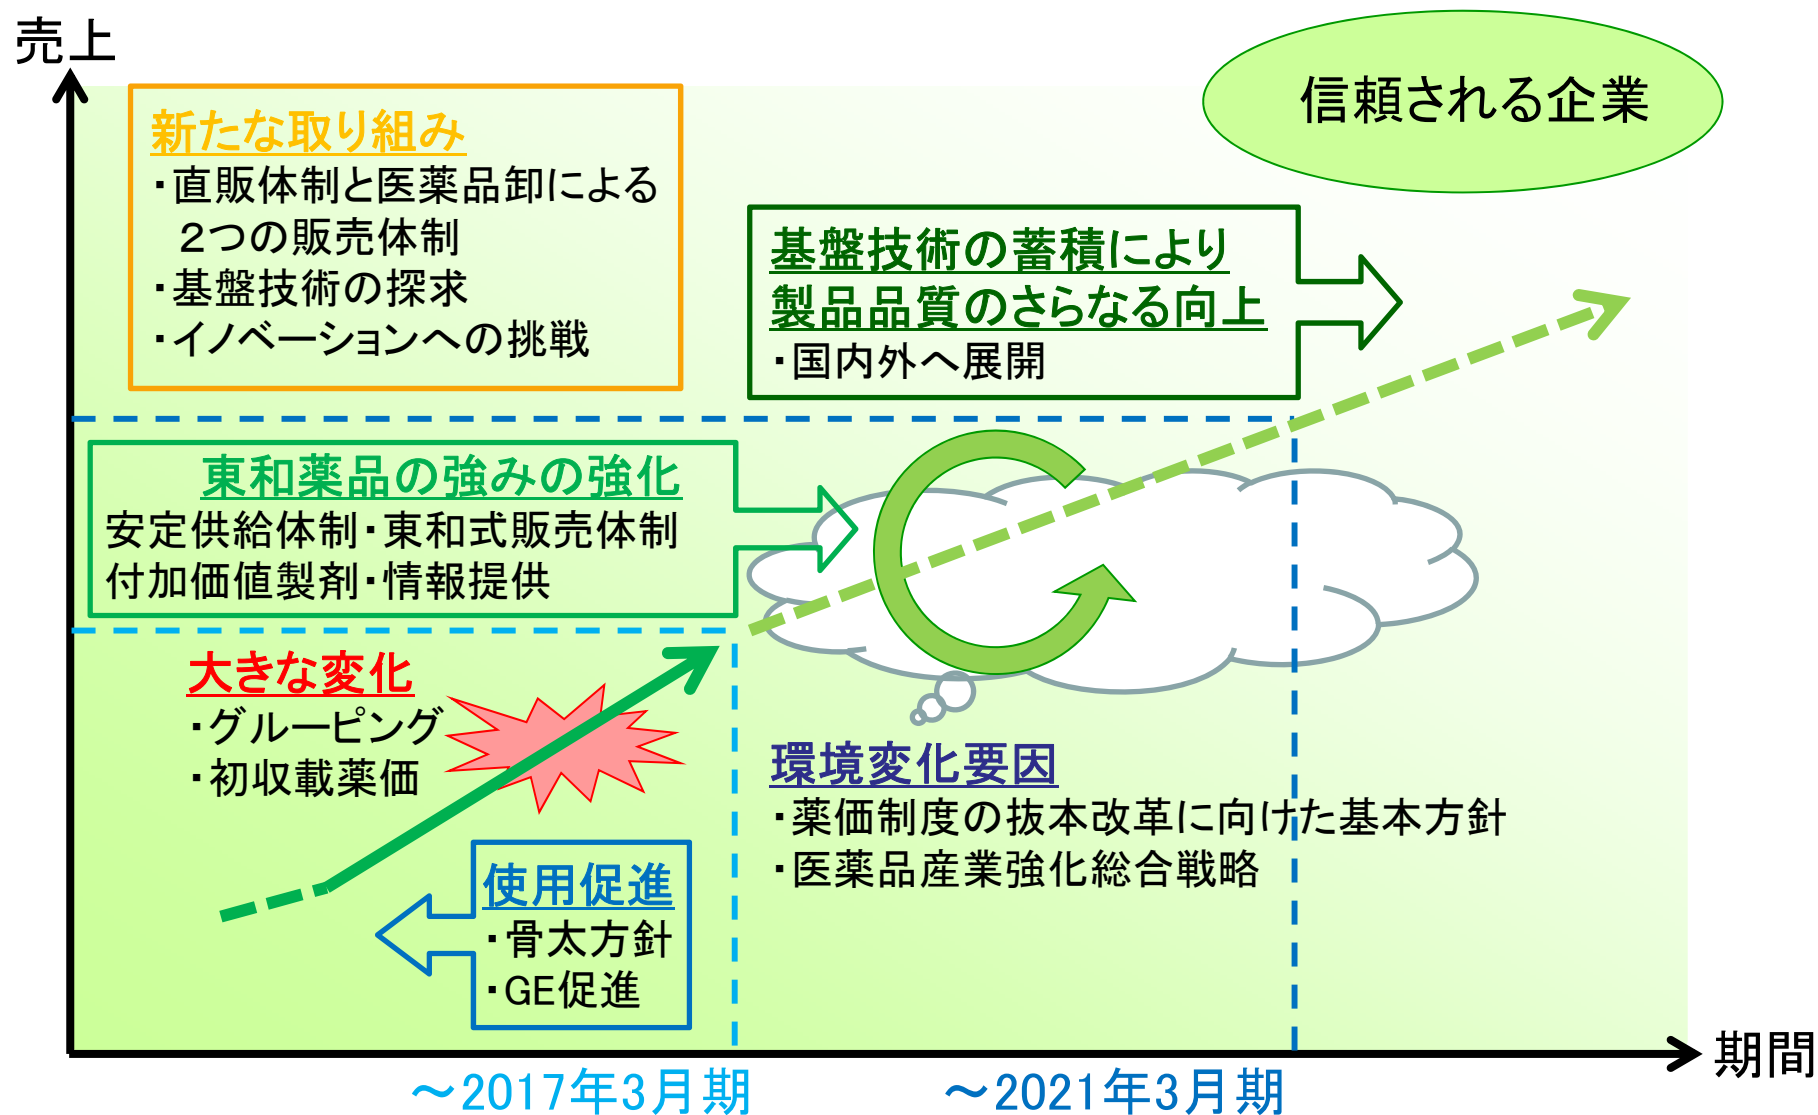 売上
信頼される企業
新たな取り組み
・直販体制と医薬品卸による
２つの販売体制
・基盤技術の探求
・イノベーションへの挑戦
基盤技術の蓄積により
製品品質のさらなる向上
・国内外へ展開
東和薬品の強みの強化
安定供給体制・東和式販売体制
付加価値製剤・情報提供
大きな変化
・グルーピング
・初収載薬価
環境変化要因
・薬価制度の抜本改革に向けた基本方針
・医薬品産業強化総合戦略
使用促進
・骨太方針
・GE促進
期間
～2017年3月期
～2021年3月期